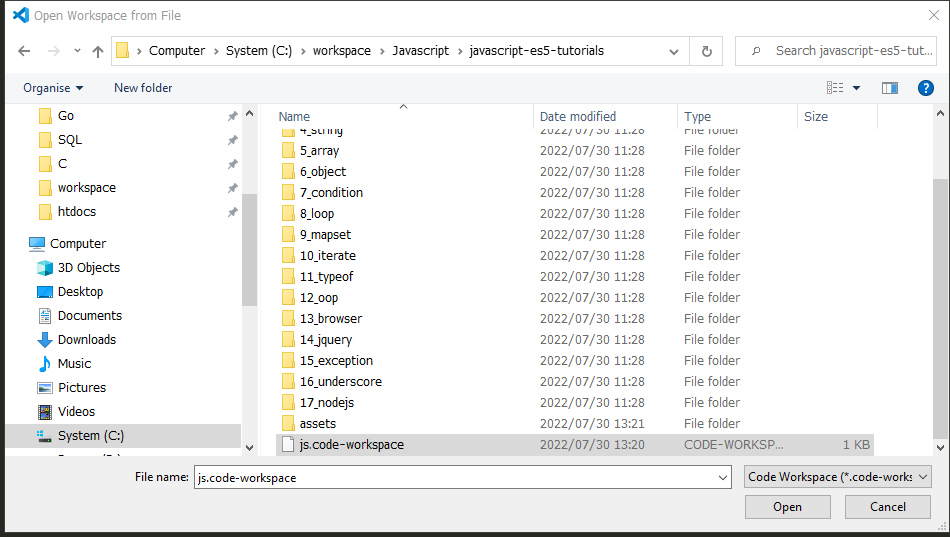 Open Workspace from File
Computer > System (C:) > workspace > Javascript > javascript-es5-tutorials
Search javascript-es5-tut...
Organise
New folder
Go
SQL
C
workspace
htdocs
Computer
3D Objects
Desktop
Documents
Downloads
Music
Pictures
Videos
System (C:)
Name Date modified Type Size
4_string 2022/07/30 11:28 File folder
5_array 2022/07/30 11:28 File folder
6_object 2022/07/30 11:28 File folder
7_condition 2022/07/30 11:28 File folder
8_loop 2022/07/30 11:28 File folder
9_mapset 2022/07/30 11:28 File folder
10_iterate 2022/07/30 11:28 File folder
11_typeof 2022/07/30 11:28 File folder
12_oop 2022/07/30 11:28 File folder
13_browser 2022/07/30 11:28 File folder
14_jquery 2022/07/30 11:28 File folder
15_exception 2022/07/30 11:28 File folder
16_underscore 2022/07/30 11:28 File folder
17_nodejs 2022/07/30 11:28 File folder
assets 2022/07/30 13:21 File folder
js.code-workspace 2022/07/30 13:20 CODE-WORKSP... 1 KB
File name: js.code-workspace
Code Workspace (*.code-works
Open
Cancel